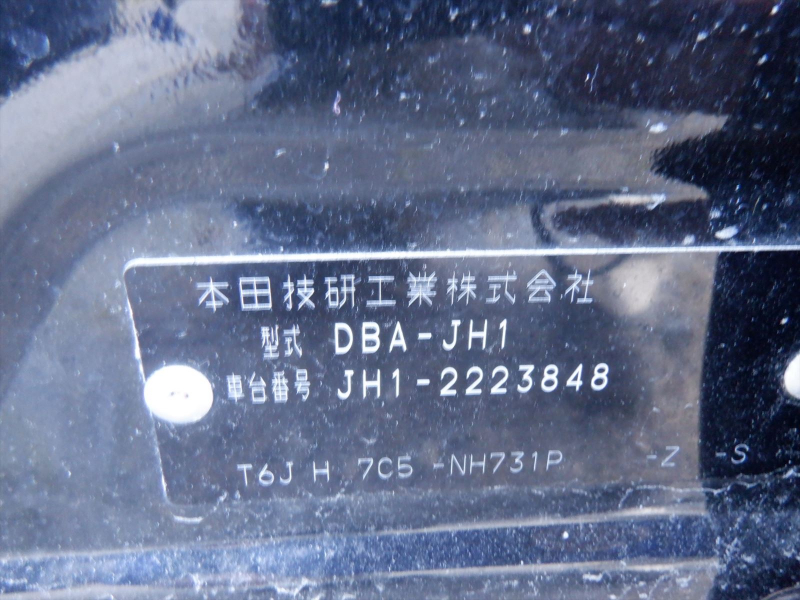 本田技研工業株式会社
型式 DBA-JH1
車台番号 JH1-2223848
T6J H 7C5 -NH731P -Z -S